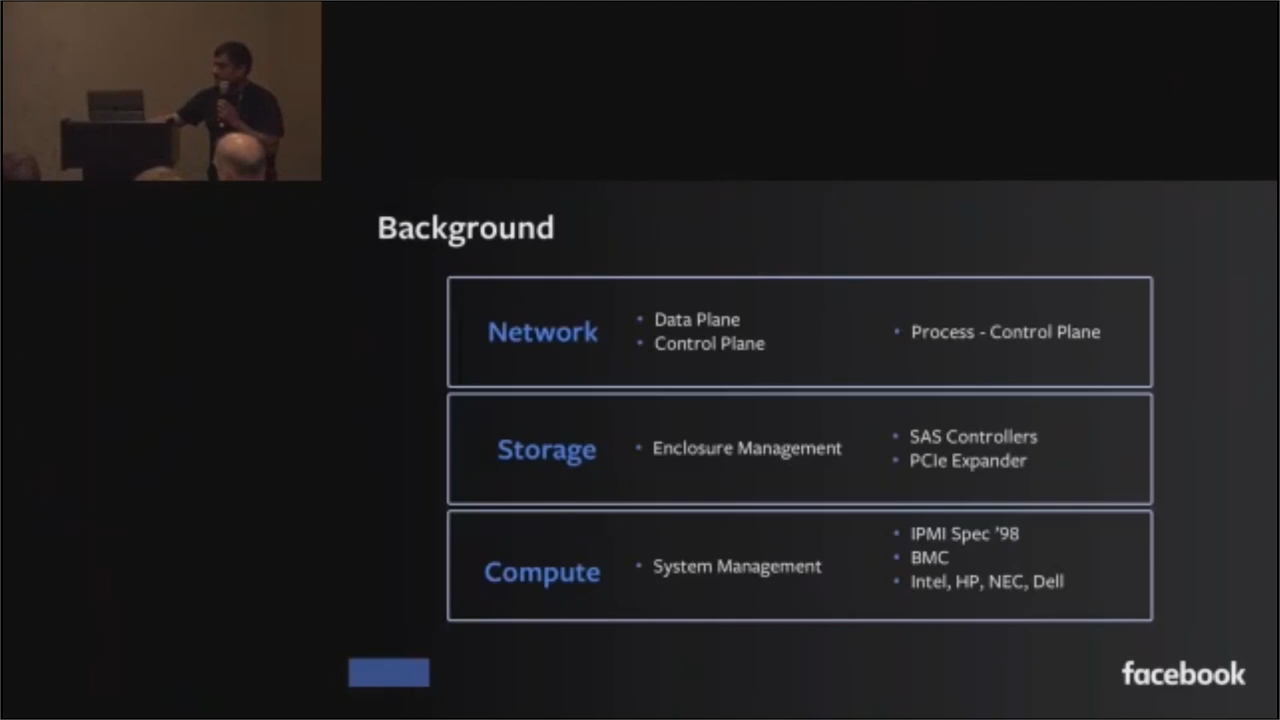 Background
Network
• Data Plane
• Control Plane
• Process - Control Plane
Storage
• Enclosure Management
• SAS Controllers
• PCIe Expander
Compute
• System Management
• IPMI Spec '98
• BMC
• Intel, HP, NEC, Dell
facebook